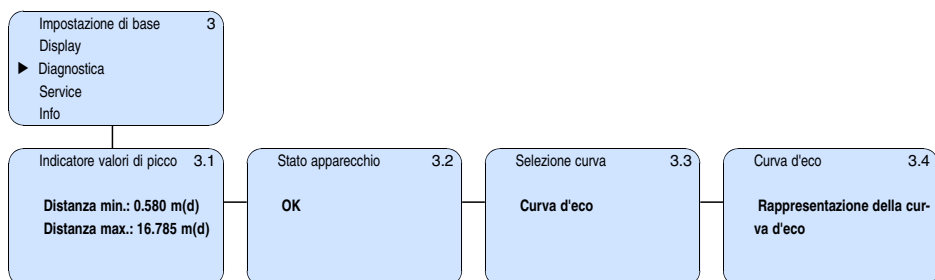 Impostazione di base 3
Display
▶ Diagnostica
Service
Info
Indicatore valori di picco 3.1
Distanza min.: 0.580 m(d)
Distanza max.: 16.785 m(d)
Stato apparecchio 3.2
OK
Selezione curva 3.3
Curva d'eco
Curva d'eco 3.4
Rappresentazione della cur-
va d'eco